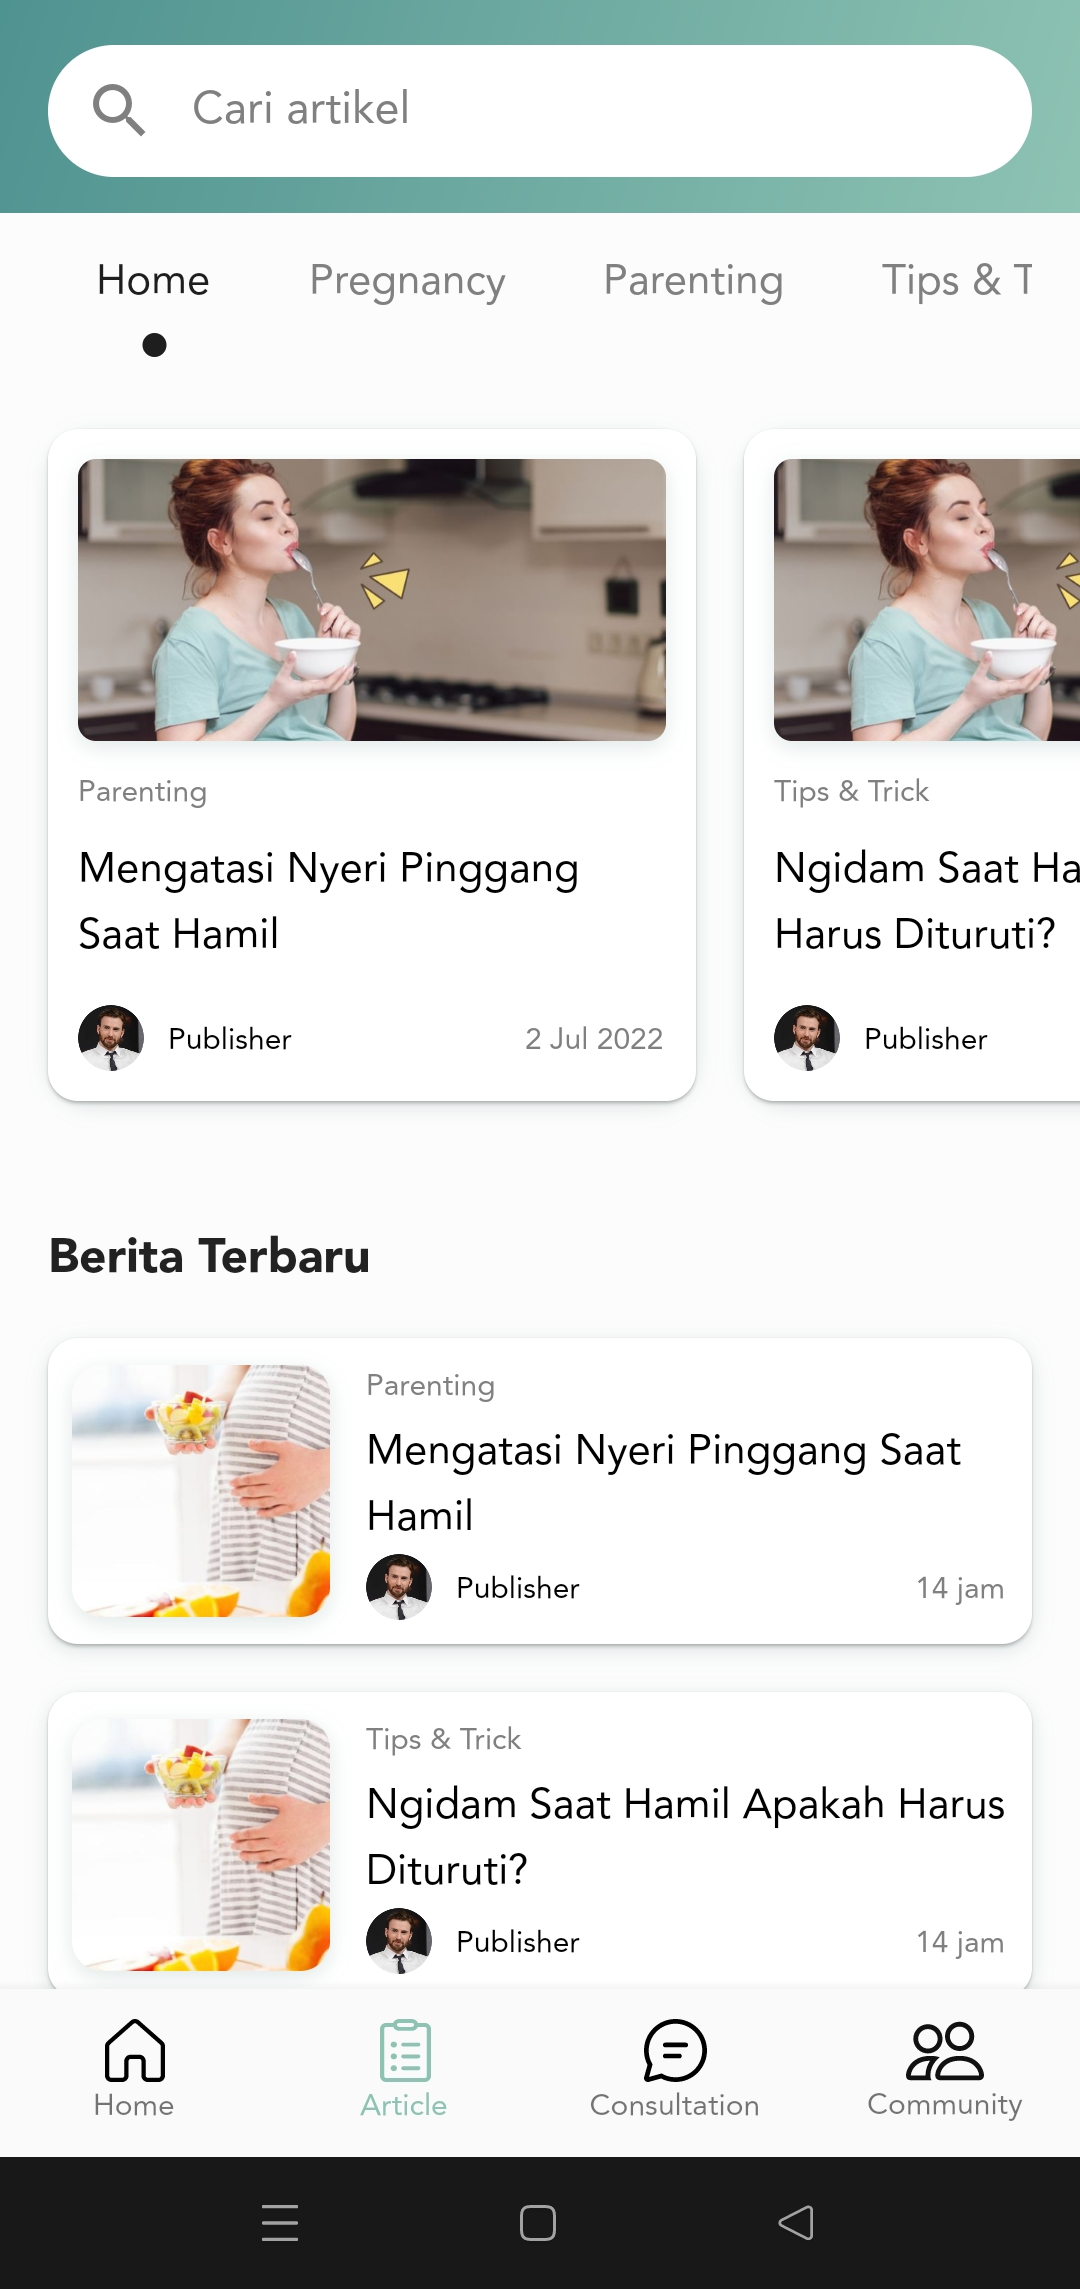 Cari artikel
Home Pregnancy Parenting Tips & T
Parenting
Mengatasi Nyeri Pinggang
Saat Hamil
Publisher 2 Jul 2022
Tips & Trick
Ngidam Saat Ha
Harus Dituruti?
Publisher
Berita Terbaru
Parenting
Mengatasi Nyeri Pinggang Saat
Hamil
Publisher 14 jam
Tips & Trick
Ngidam Saat Hamil Apakah Harus
Dituruti?
Publisher 14 jam
Home Article Consultation Community